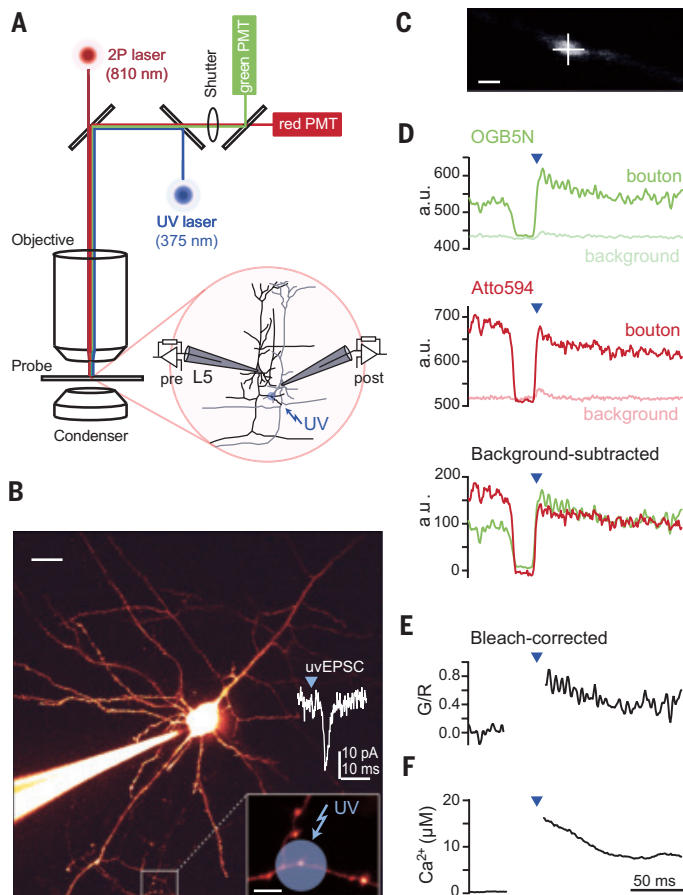 A
2P laser
(810 nm)
Shutter
green PMT
red PMT
UV laser
(375 nm)
Objective
Probe
Condenser
pre
L5
post
UV
B
uvEPSC
10 pA
10 ms
UV
C
D
OGB5N
600
500
400
a.u.
bouton
background
Atto594
700
600
500
a.u.
bouton
background
Background-subtracted
200
100
0
a.u.
E
Bleach-corrected
0.8
0.4
0.0
G/R
F
20
10
0
Ca²⁺ (µM)
50 ms